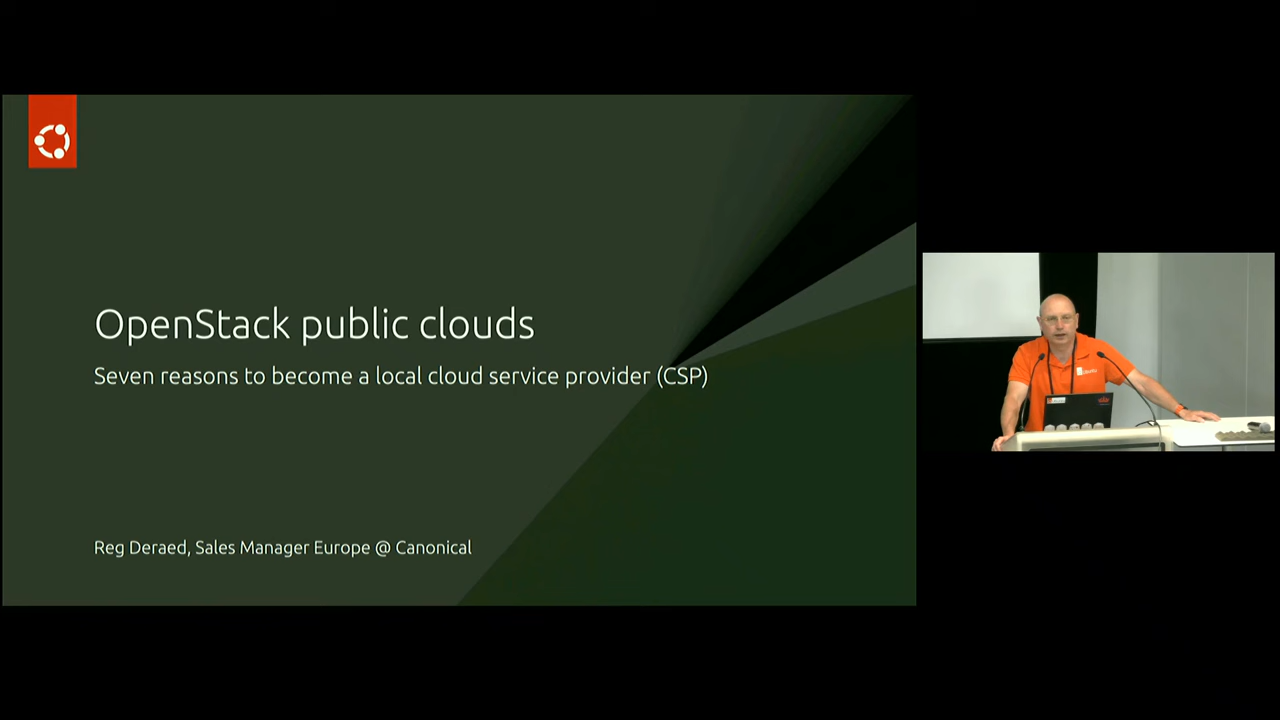 OpenStack public clouds
Seven reasons to become a local cloud service provider (CSP)
Reg Deraed, Sales Manager Europe @ Canonical